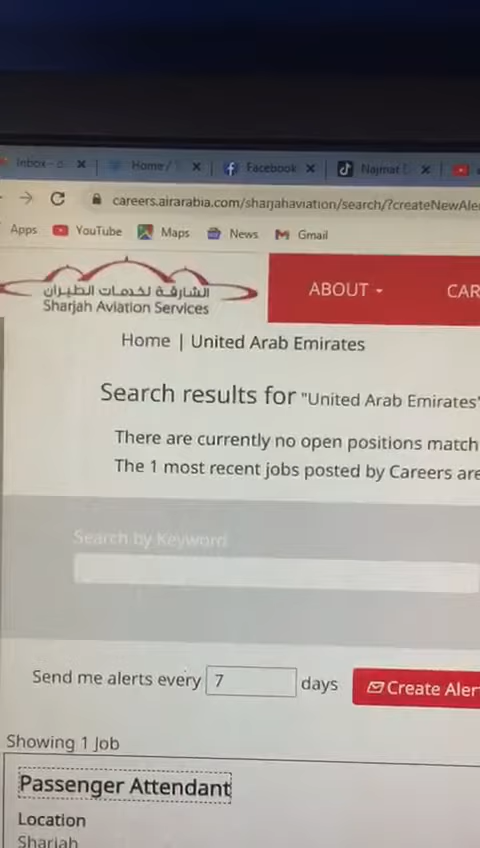 Inbox - Home / Facebook Najmat
careers.airarabia.com/sharjahaviation/search/?createNewAle
Apps YouTube Maps News Gmail
الشارقة لخدمات الطيران
Sharjah Aviation Services
ABOUT CAR
Home | United Arab Emirates
Search results for "United Arab Emirates"
There are currently no open positions match
The 1 most recent jobs posted by Careers are
Search by Keyword
Send me alerts every 7 days Create Aler
Showing 1 Job
Passenger Attendant
Location
Sharjah